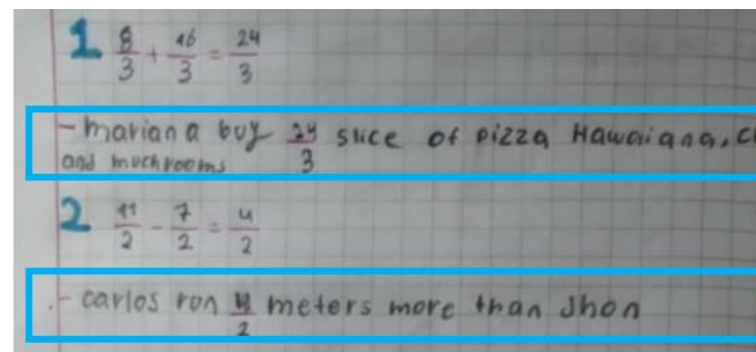 1 8/3 + 16/3 = 24/3
- mariana buy 24/3 slice of pizza Hawaiana,
and muchrooms
2 11/2 - 7/2 = 4/2
- carlos ron 4/2 meters more than Jhon